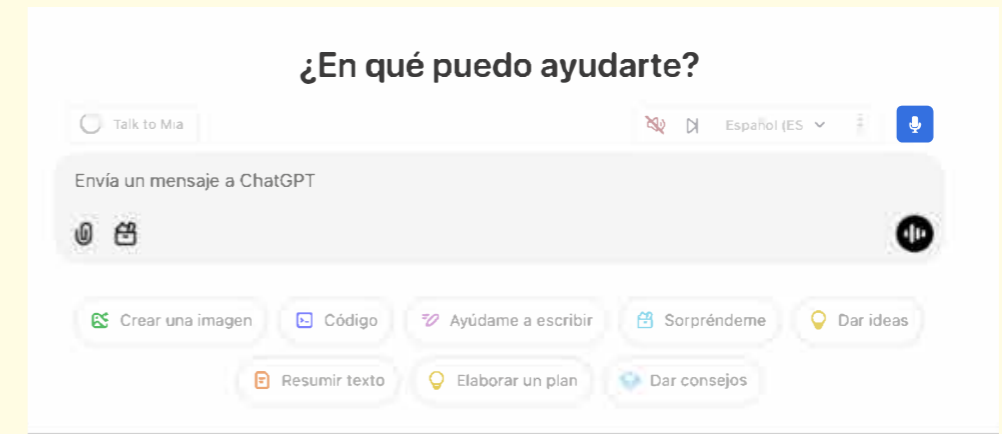 ¿En qué puedo ayudarte?
Talk to Mia Español (ES
Envía un mensaje a ChatGPT
Crear una imagen Código Ayúdame a escribir Sorpréndeme Dar ideas
Resumir texto Elaborar un plan Dar consejos